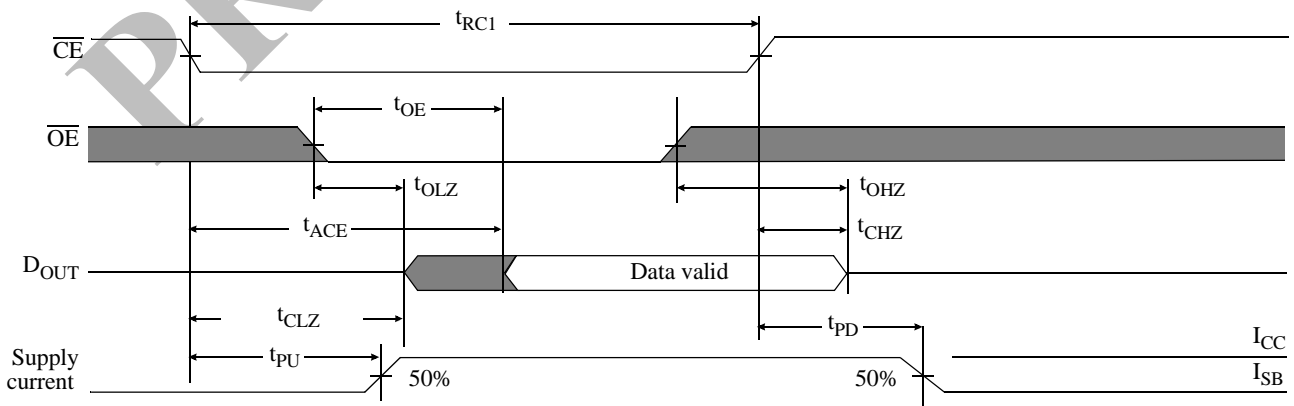 tRC1
CE
tOE
OE
tOLZ
tOHZ
tACE
tCHZ
DOUT
Data valid
tCLZ
tPD
tPU
Supply
current
50%
50%
ICC
ISB